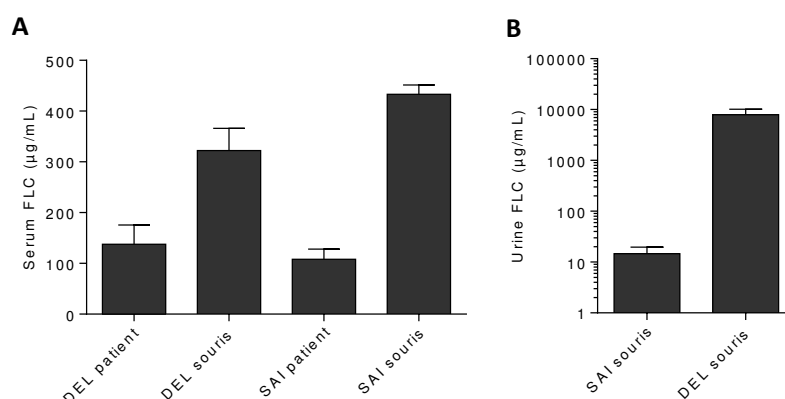 A
Serum FLC (µg/mL)
500
400
300
200
100
0
DEL patient
DEL souris
SAI patient
SAI souris
B
Urine FLC (µg/mL)
100000
10000
1000
100
10
1
SAI souris
DEL souris